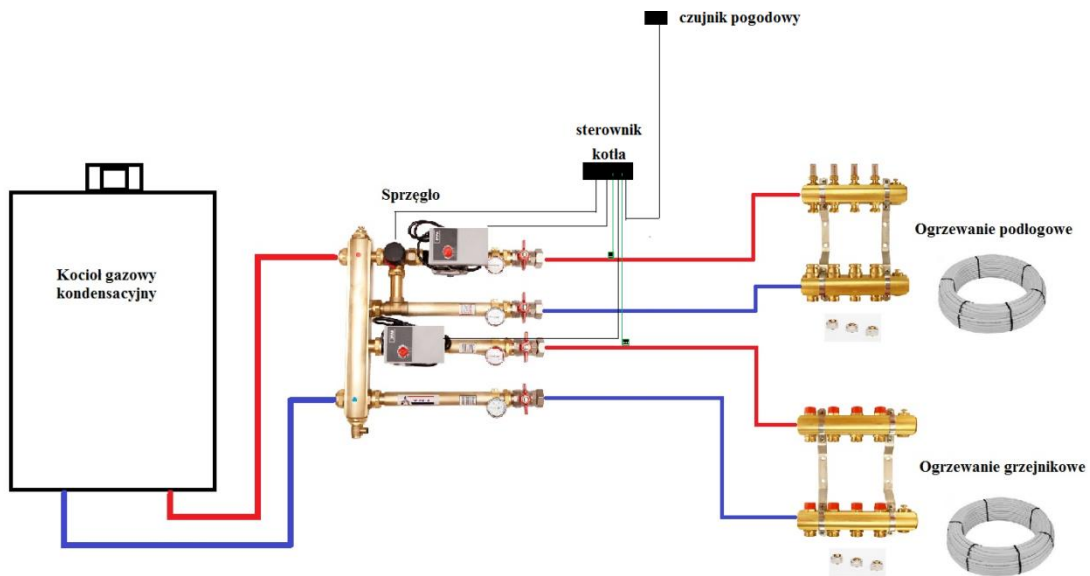 czujnik pogodowy
sterownik
kotła
Sprzęgło
Ogrzewanie podłogowe
Kocioł gazowy
kondensacyjny
Ogrzewanie grzejnikowe